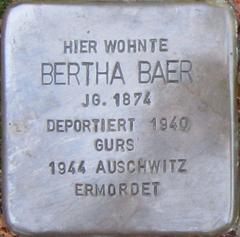 HIER WOHNTE
BERTHA BAER
JG. 1874
DEPORTIERT 1940
GURS
1944 AUSCHWITZ
ERMORDET